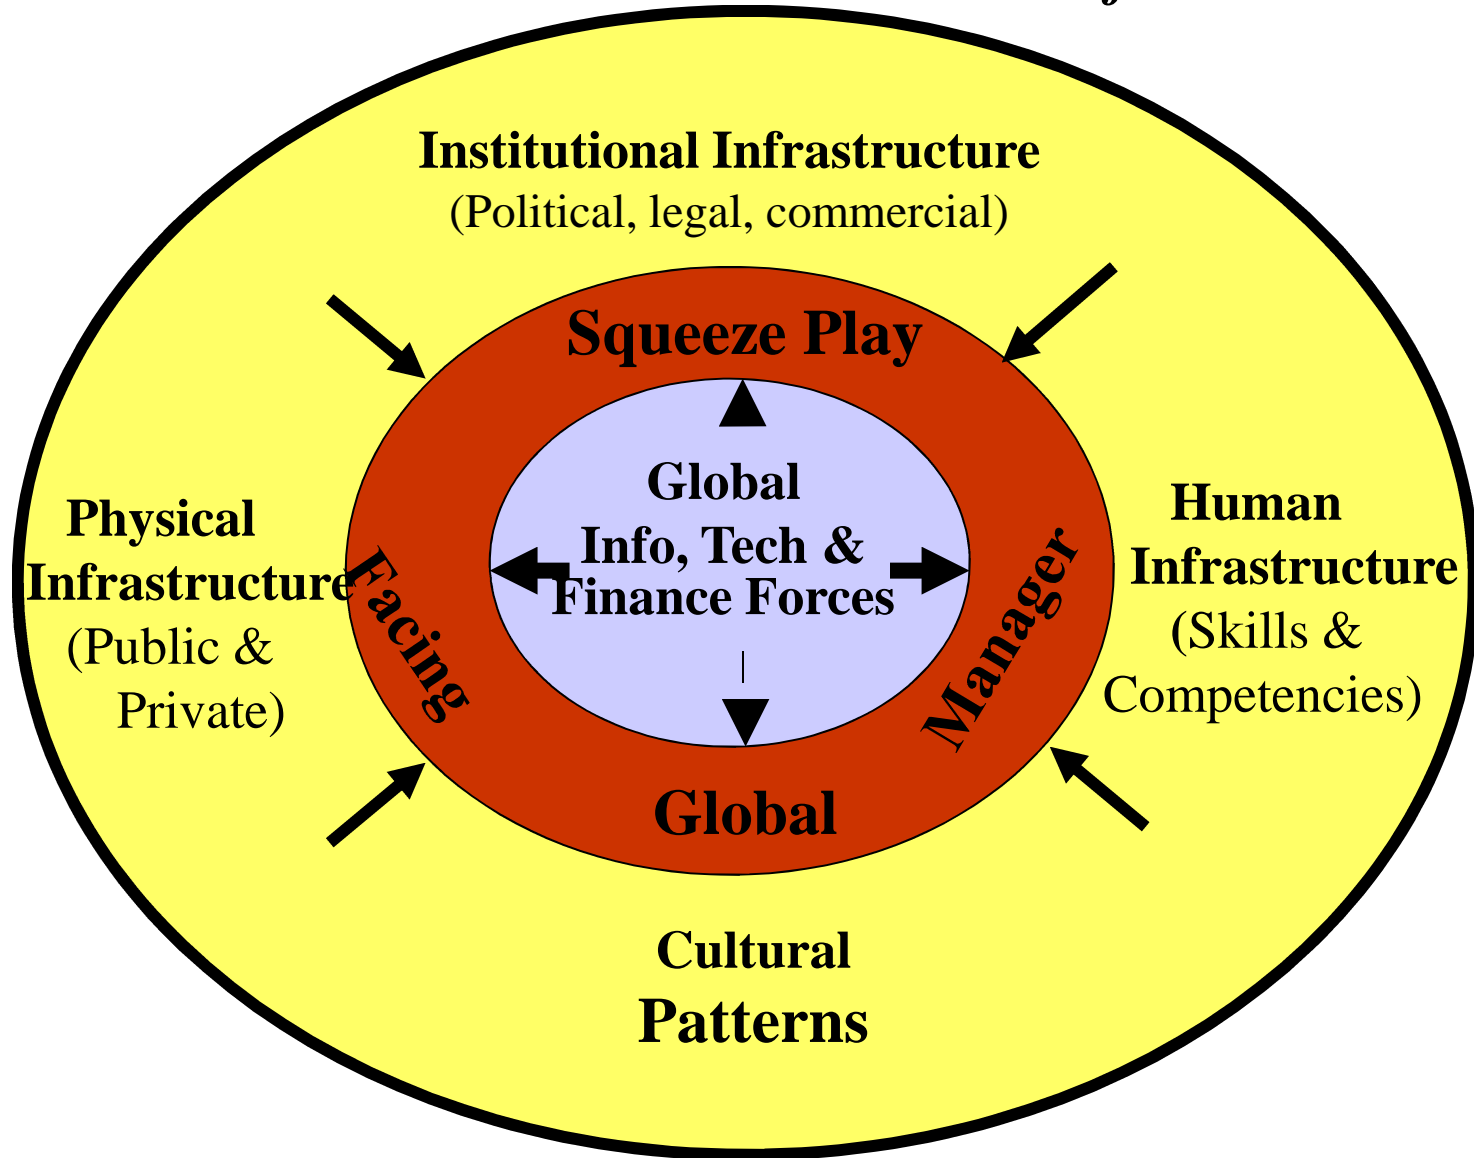 Institutional Infrastructure
(Political, legal, commercial)
Squeeze Play
Facing
Global
Manager
Global
Info, Tech &
Finance Forces
Physical
Infrastructure
(Public &
Private)
Human
Infrastructure
(Skills &
Competencies)
Cultural
Patterns